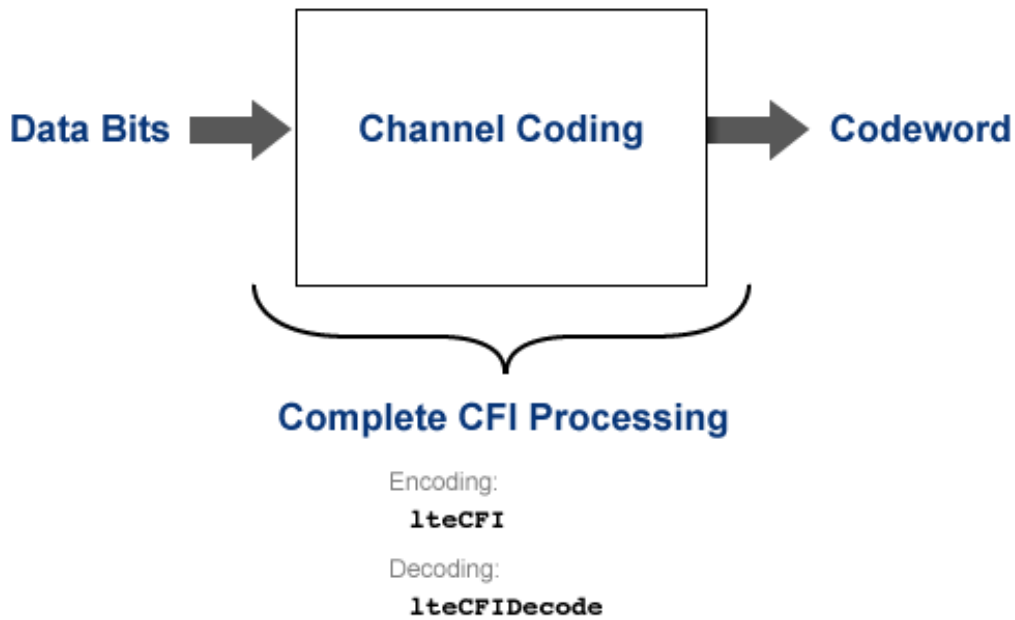 Data Bits
Channel Coding
Codeword
Complete CFI Processing
Encoding:
lteCFI
Decoding:
lteCFIDecode